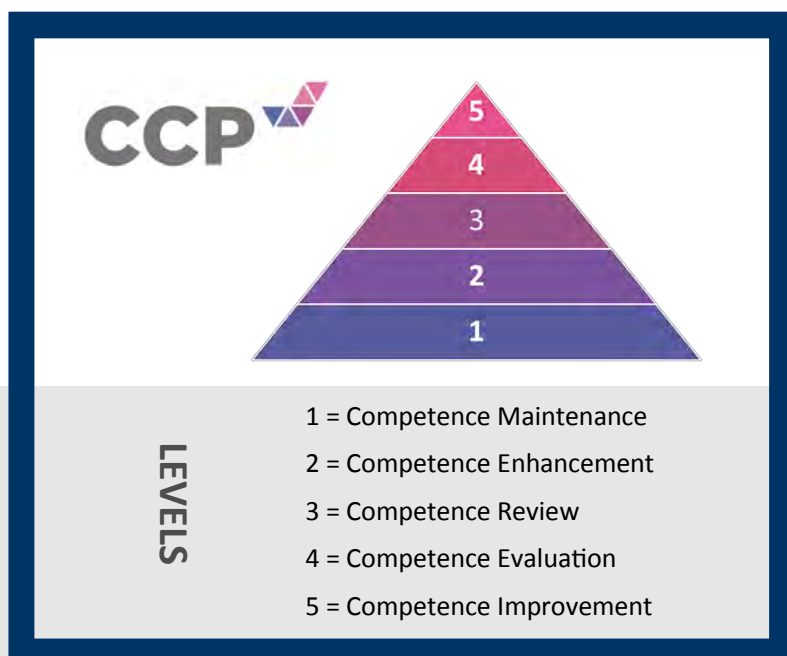 CCP
5
4
3
2
1
LEVELS
1 = Competence Maintenance
2 = Competence Enhancement
3 = Competence Review
4 = Competence Evaluation
5 = Competence Improvement